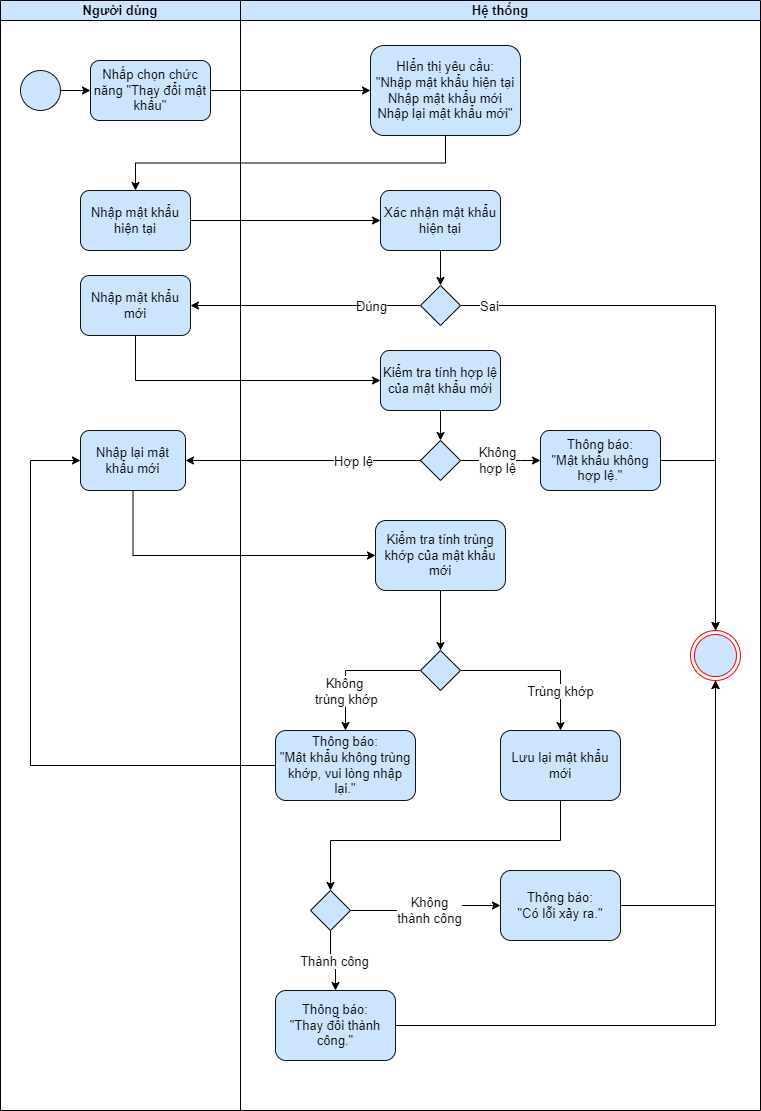 Người dùng
Hệ thống
Nhấp chọn chức
năng "Thay đổi mật
khẩu"
HIển thị yêu cầu:
"Nhập mật khẩu hiện tại
Nhập mật khẩu mới
Nhập lại mật khẩu mới"
Nhập mật khẩu
hiện tại
Xác nhận mật khẩu
hiện tại
Nhập mật khẩu
mới
Đúng
Sai
Kiểm tra tính hợp lệ
của mật khẩu mới
Nhập lại mật
khẩu mới
Hợp lệ
Không
hợp lệ
Thông báo:
"Mật khẩu không
hợp lệ."
Kiểm tra tính trùng
khớp của mật khẩu
mới
Không
trùng khớp
Trùng khớp
Thông báo:
"Mật khẩu không trùng
khớp, vui lòng nhập
lại."
Lưu lại mật khẩu
mới
Không
thành công
Thông báo:
"Có lỗi xảy ra."
Thành công
Thông báo:
"Thay đổi thành
công."